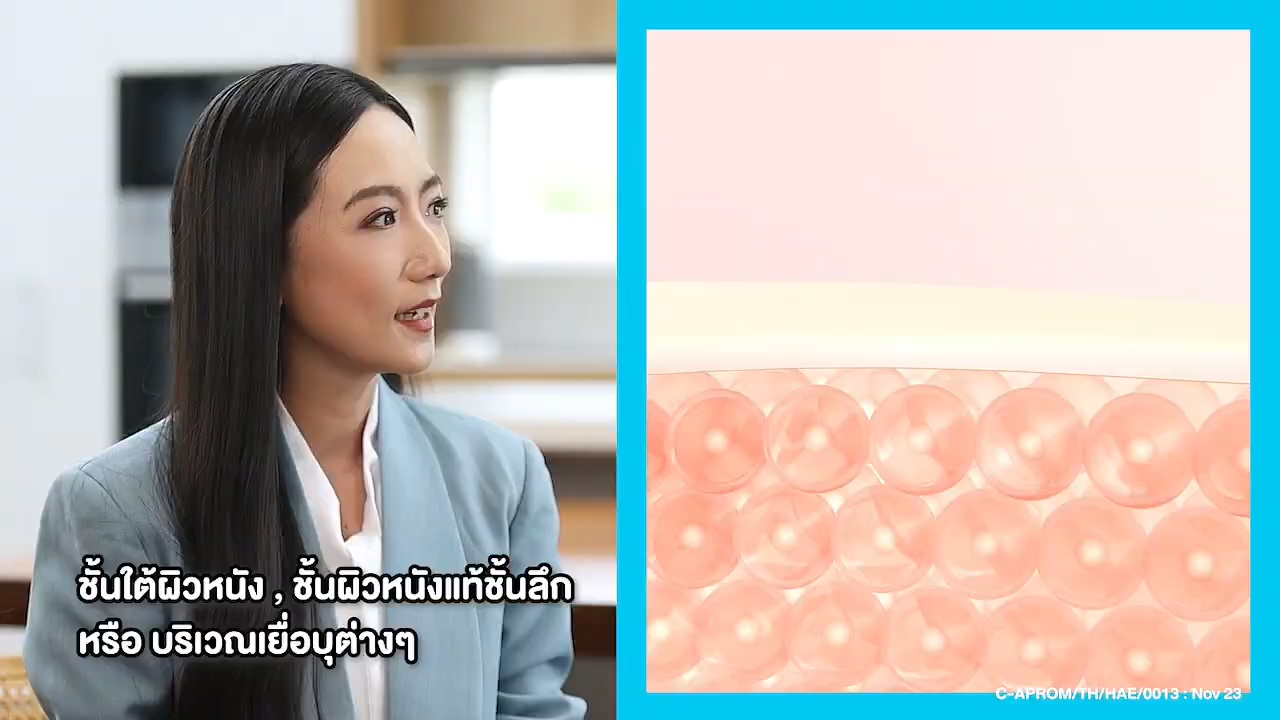 ชั้นใต้ผิวหนัง , ชั้นผิวหนังแท้ชั้นลึก
หรือ บริเวณเยื่อบุต่างๆ
C-APROM/TH/HAE/0013 : Nov 23